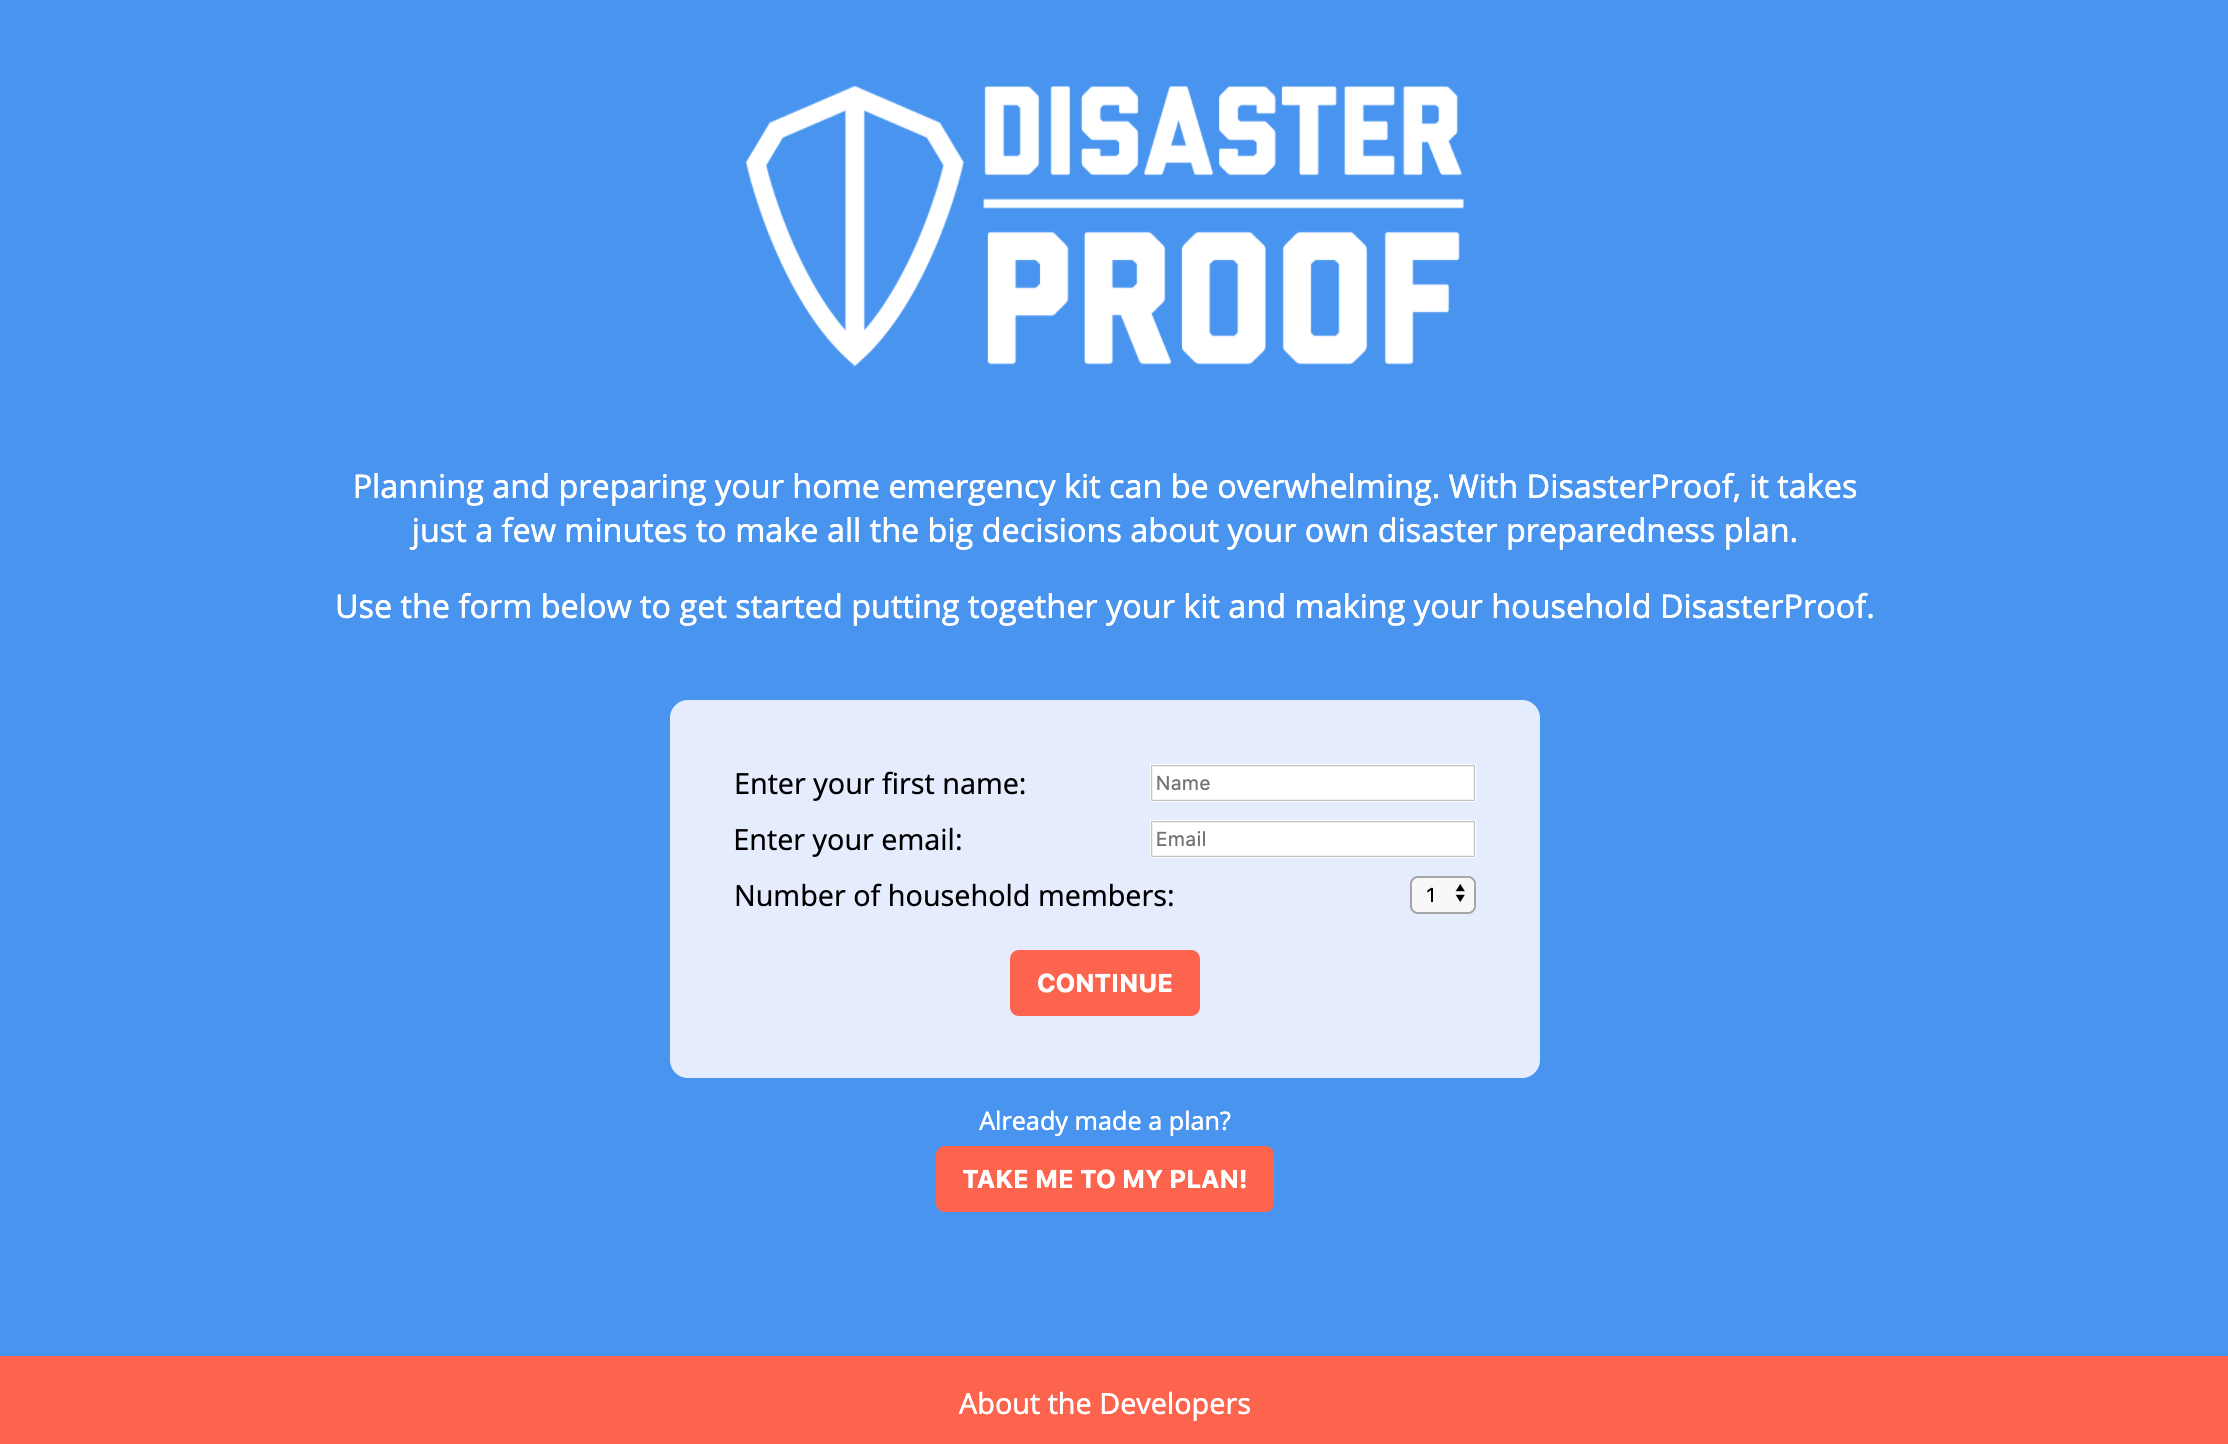 DISASTER
PROOF
Planning and preparing your home emergency kit can be overwhelming. With DisasterProof, it takes
just a few minutes to make all the big decisions about your own disaster preparedness plan.
Use the form below to get started putting together your kit and making your household DisasterProof.
Enter your first name: Name
Enter your email: Email
Number of household members: 1
CONTINUE
Already made a plan?
TAKE ME TO MY PLAN!
About the Developers